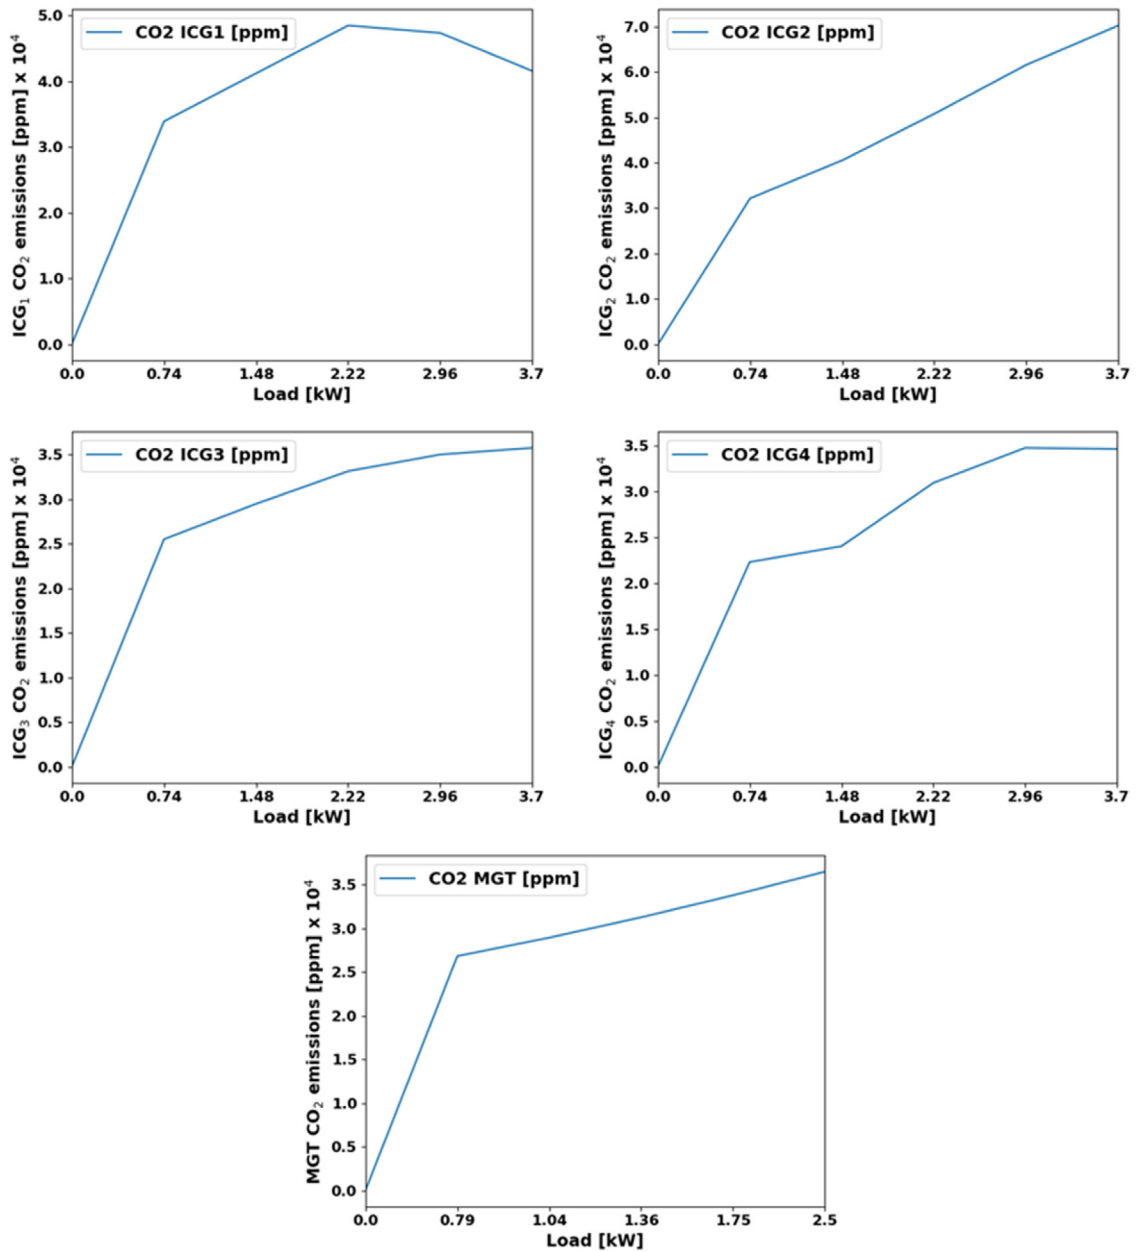 CO2 ICG1 [ppm]
ICG₁ CO₂ emissions [ppm] x 10⁴
5.0
4.0
3.0
2.0
1.0
0.0
0.0 0.74 1.48 2.22 2.96 3.7
Load [kW]
CO2 ICG2 [ppm]
ICG₂ CO₂ emissions [ppm] x 10⁴
7.0
6.0
5.0
4.0
3.0
2.0
1.0
0.0
0.0 0.74 1.48 2.22 2.96 3.7
Load [kW]
CO2 ICG3 [ppm]
ICG₃ CO₂ emissions [ppm] x 10⁴
3.5
3.0
2.5
2.0
1.5
1.0
0.5
0.0
0.0 0.74 1.48 2.22 2.96 3.7
Load [kW]
CO2 ICG4 [ppm]
ICG₄ CO₂ emissions [ppm] x 10⁴
3.5
3.0
2.5
2.0
1.5
1.0
0.5
0.0
0.0 0.74 1.48 2.22 2.96 3.7
Load [kW]
CO2 MGT [ppm]
MGT CO₂ emissions [ppm] x 10⁴
3.5
3.0
2.5
2.0
1.5
1.0
0.5
0.0
0.0 0.79 1.04 1.36 1.75 2.5
Load [kW]